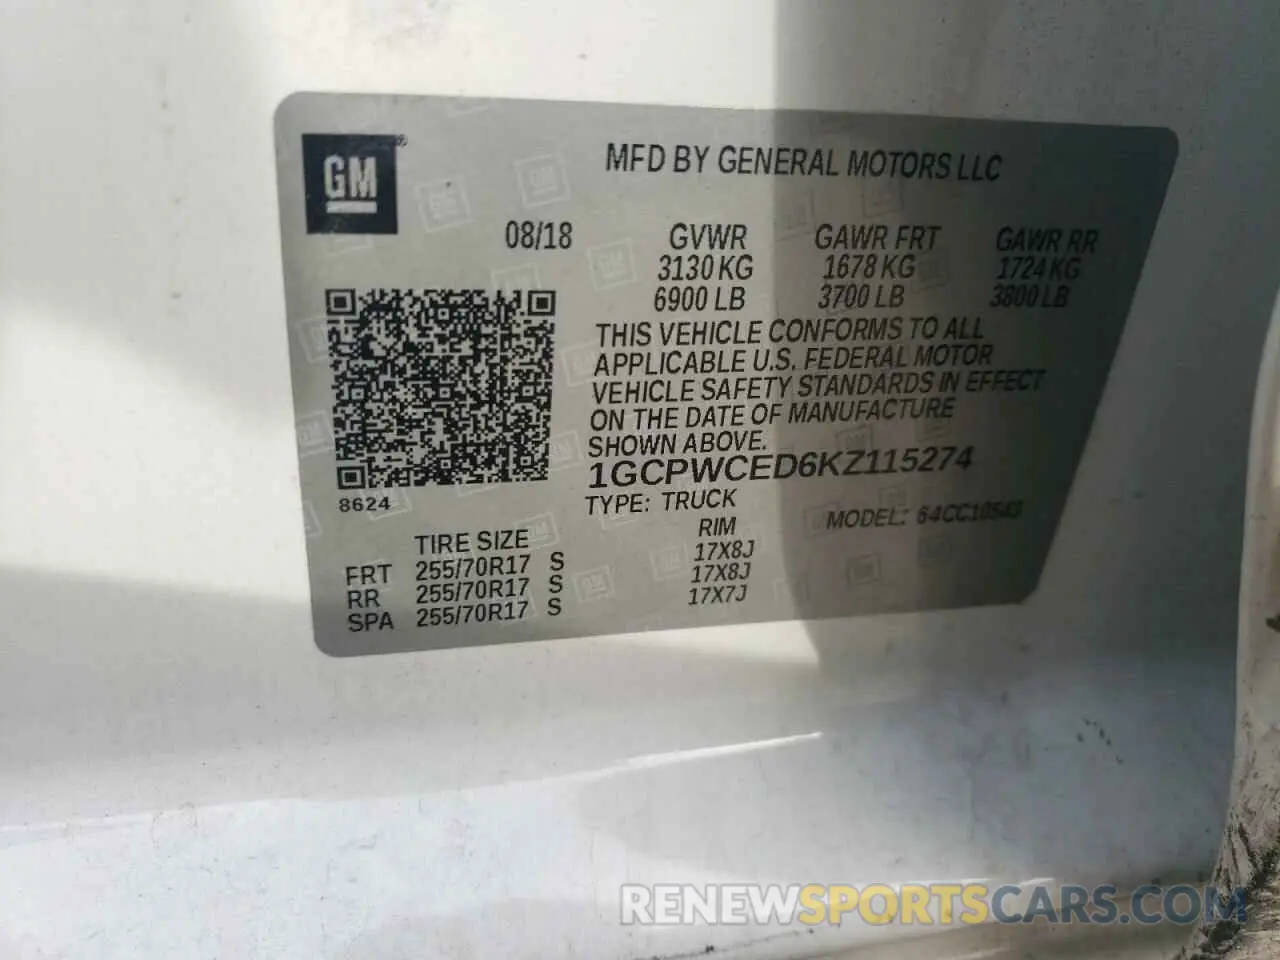 GM
MFD BY GENERAL MOTORS LLC
08/18 GVWR GAWR FRT GAWR RR
3130 KG 1678 KG 1724 KG
6900 LB 3700 LB 3800 LB
THIS VEHICLE CONFORMS TO ALL
APPLICABLE U.S. FEDERAL MOTOR
VEHICLE SAFETY STANDARDS IN EFFECT
ON THE DATE OF MANUFACTURE
SHOWN ABOVE.
1GCPWCED6KZ115274
8624
TYPE: TRUCK MODEL: 64CC10543
TIRE SIZE RIM
FRT 255/70R17 S 17X8J
RR 255/70R17 S 17X8J
SPA 255/70R17 S 17X7J
RENEWSPORTSCARS.COM